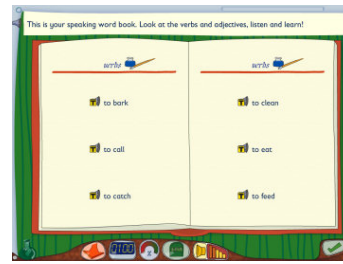 This is your speaking word book. Look at the verbs and adjectives, listen and learn!
verbs
to bark
to call
to catch
verbs
to clean
to eat
to feed